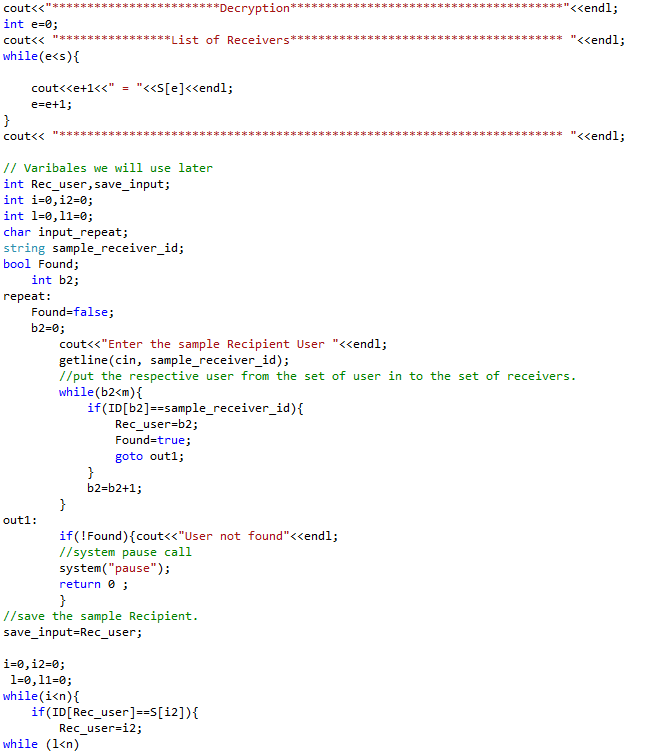 cout<<"************************Decryption***************************************"<<endl;
int e=0;
cout<< "****************List of Receivers*************************************** "<<endl;
while(e<s){
cout<<e+1<<" = "<<S[e]<<endl;
e=e+1;
}
cout<< "************************************************************************ "<<endl;
// Varibales we will use later
int Rec_user,save_input;
int i=0,i2=0;
int l=0,l1=0;
char input_repeat;
string sample_receiver_id;
bool Found;
int b2;
repeat:
Found=false;
b2=0;
cout<<"Enter the sample Recipient User "<<endl;
getline(cin, sample_receiver_id);
//put the respective user from the set of user in to the set of receivers.
while(b2<m){
if(ID[b2]==sample_receiver_id){
Rec_user=b2;
Found=true;
goto out1;
}
b2=b2+1;
}
out1:
if(!Found){cout<<"User not found"<<endl;
//system pause call
system("pause");
return 0 ;
}
//save the sample Recipient.
save_input=Rec_user;
i=0,i2=0;
l=0,l1=0;
while(i<n){
if(ID[Rec_user]==S[i2]){
Rec_user=i2;
while (l<n)